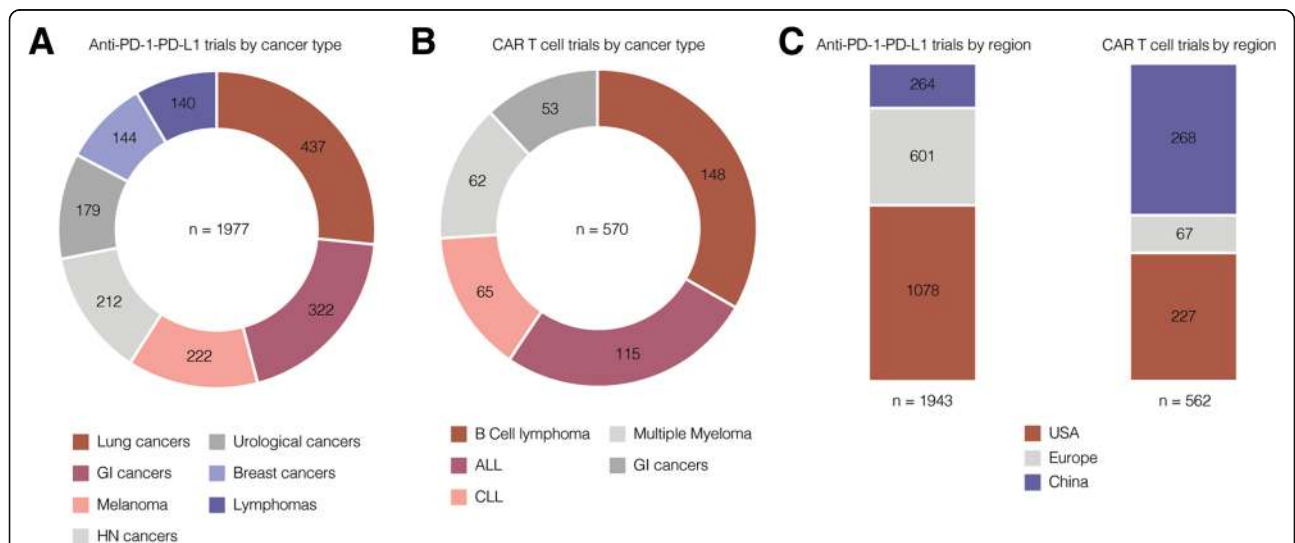 A
Anti-PD-1-PD-L1 trials by cancer type
140
437
144
179
n = 1977
212
322
222
Lung cancers
Urological cancers
GI cancers
Breast cancers
Melanoma
Lymphomas
HN cancers
B
CAR T cell trials by cancer type
53
148
62
n = 570
65
115
B Cell lymphoma
Multiple Myeloma
ALL
GI cancers
CLL
C
Anti-PD-1-PD-L1 trials by region
264
601
1078
n = 1943
CAR T cell trials by region
268
67
227
n = 562
USA
Europe
China